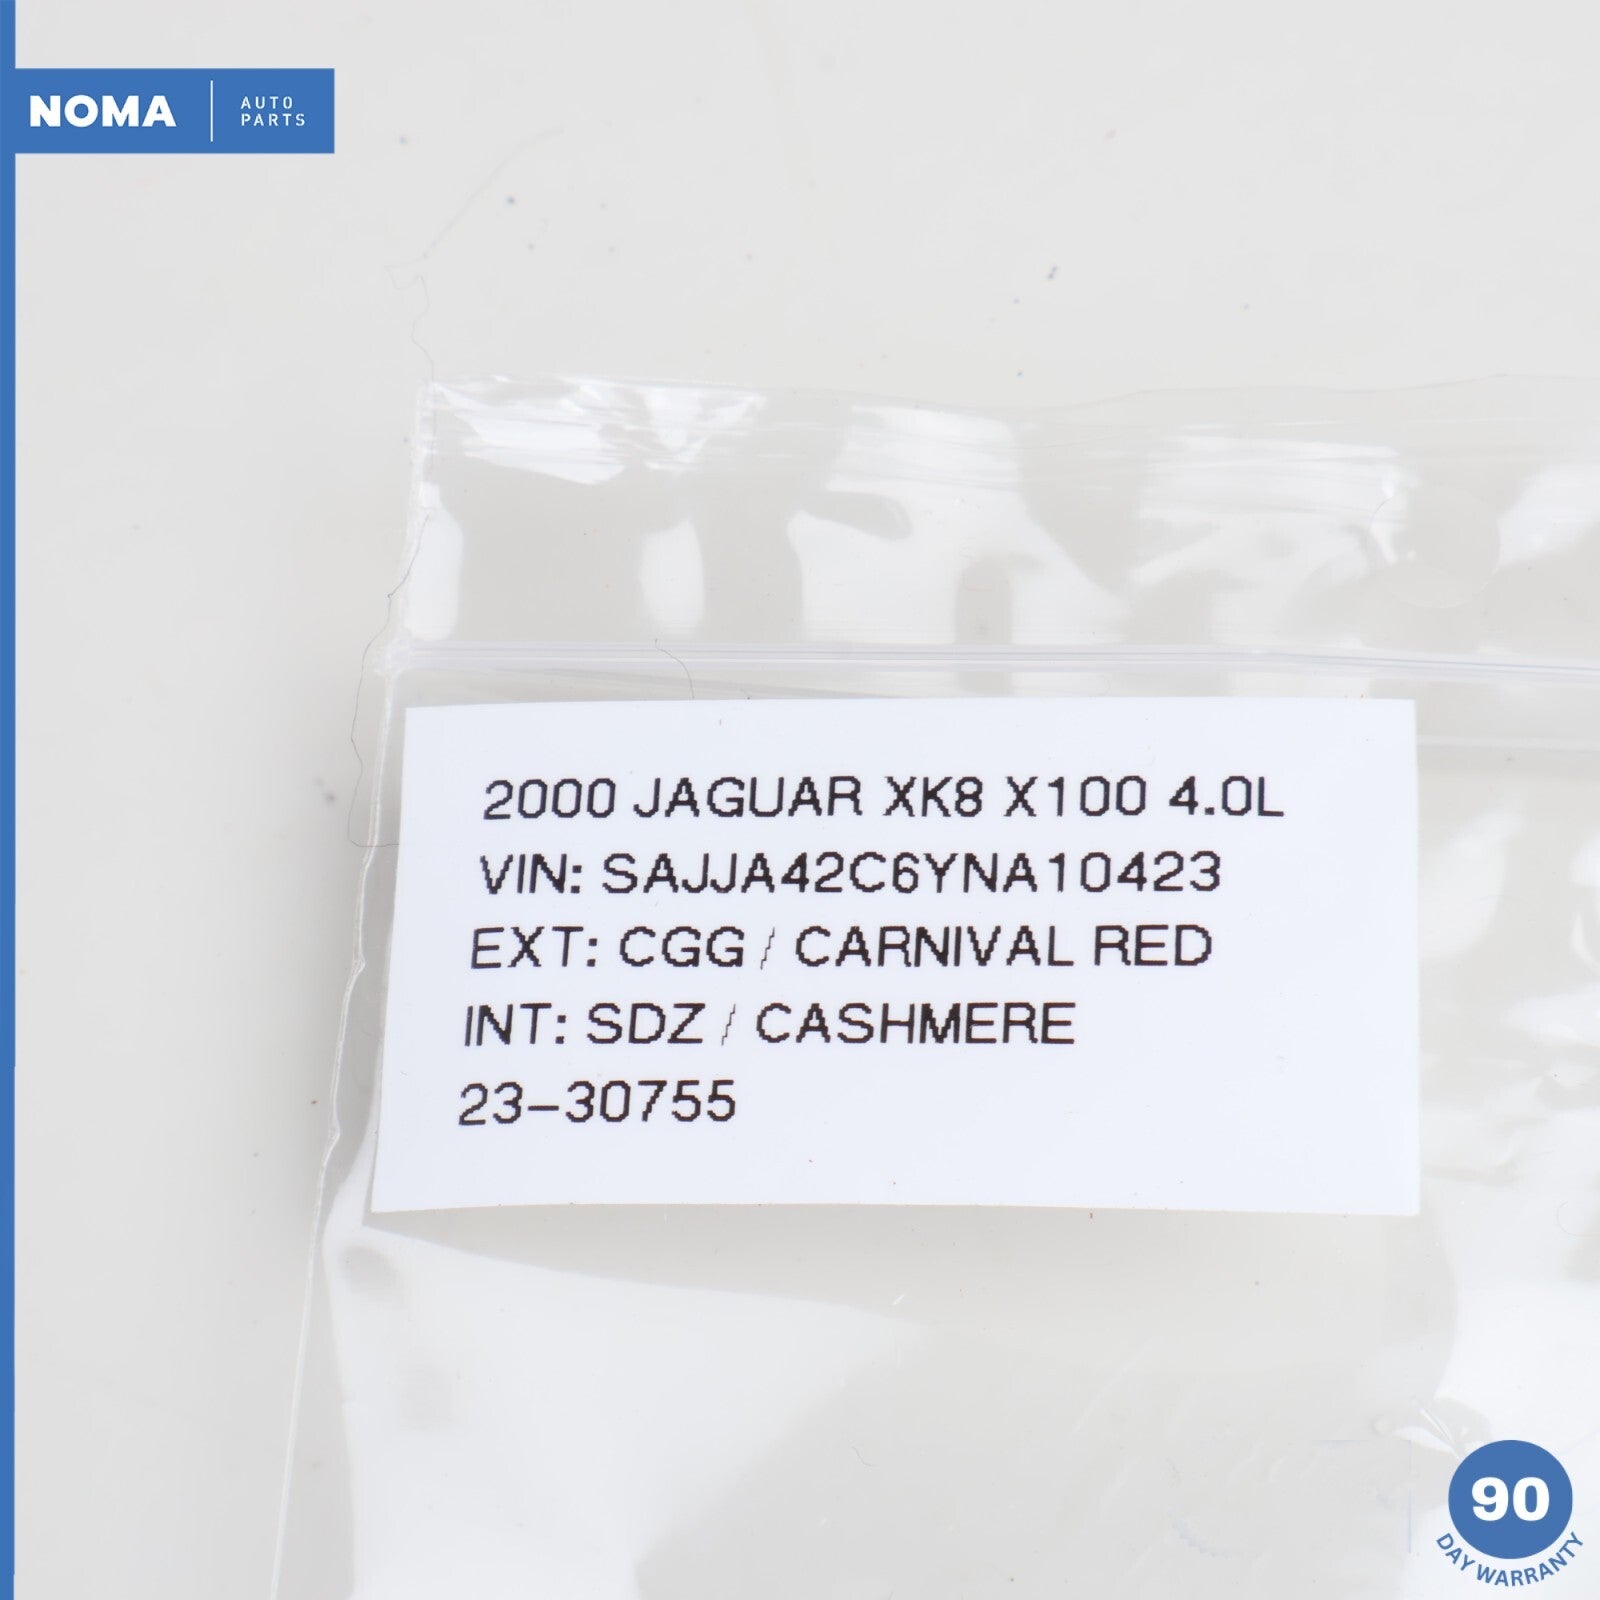 NOMA
AUTO
PARTS
2000 JAGUAR XK8 X100 4.0L
VIN: SAJJA42C6YNA10423
EXT: CGG / CARNIVAL RED
INT: SDZ / CASHMERE
23-30755
90
DAY WARRANTY